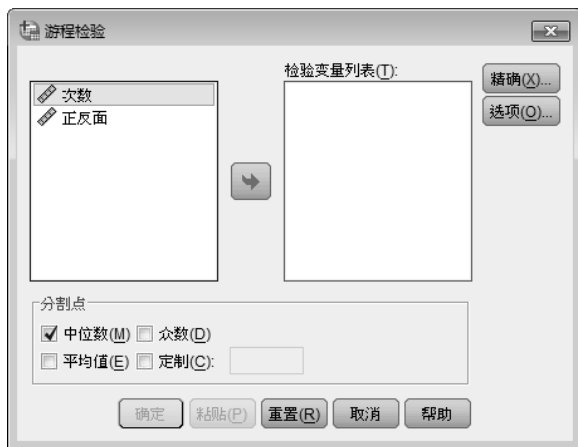 游程检验
次数
正反面
检验变量列表(T):
精确(X)...
选项(O)...
分割点
中位数(M) 众数(D)
平均值(E) 定制(C):
确定 粘贴(P) 重置(R) 取消 帮助